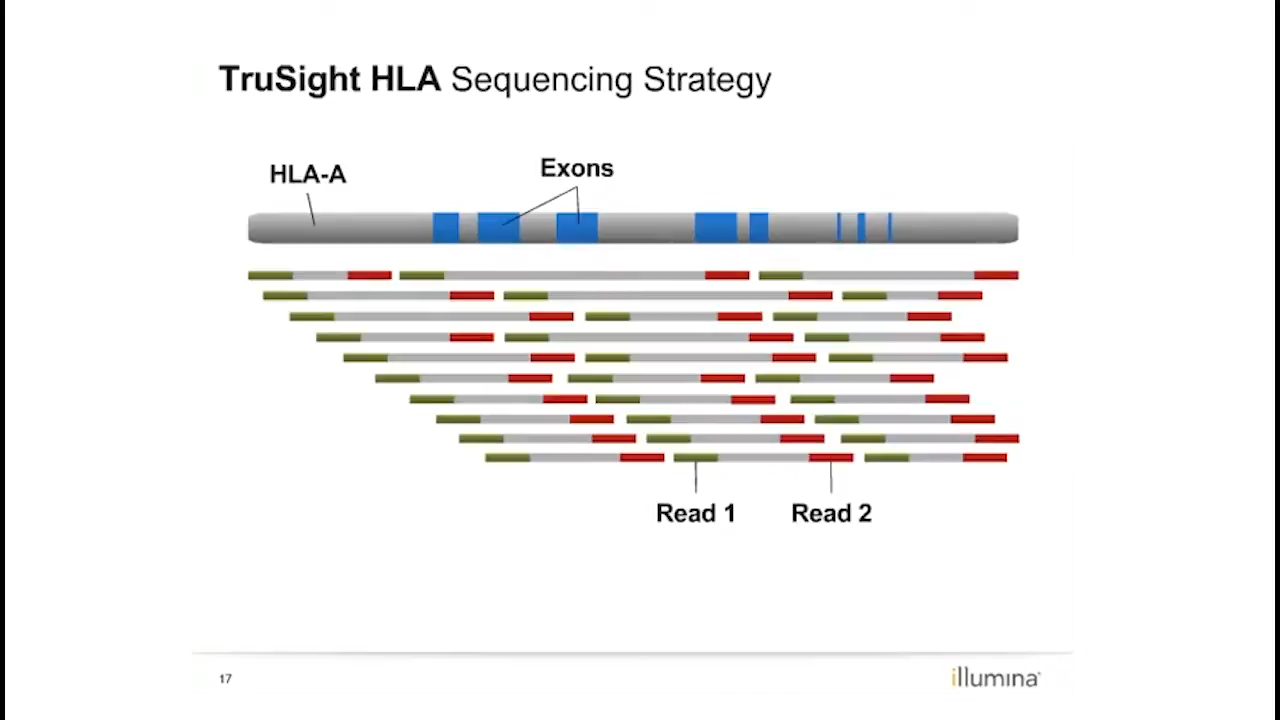 TruSight HLA Sequencing Strategy
HLA-A
Exons
Read 1
Read 2
17
illumina